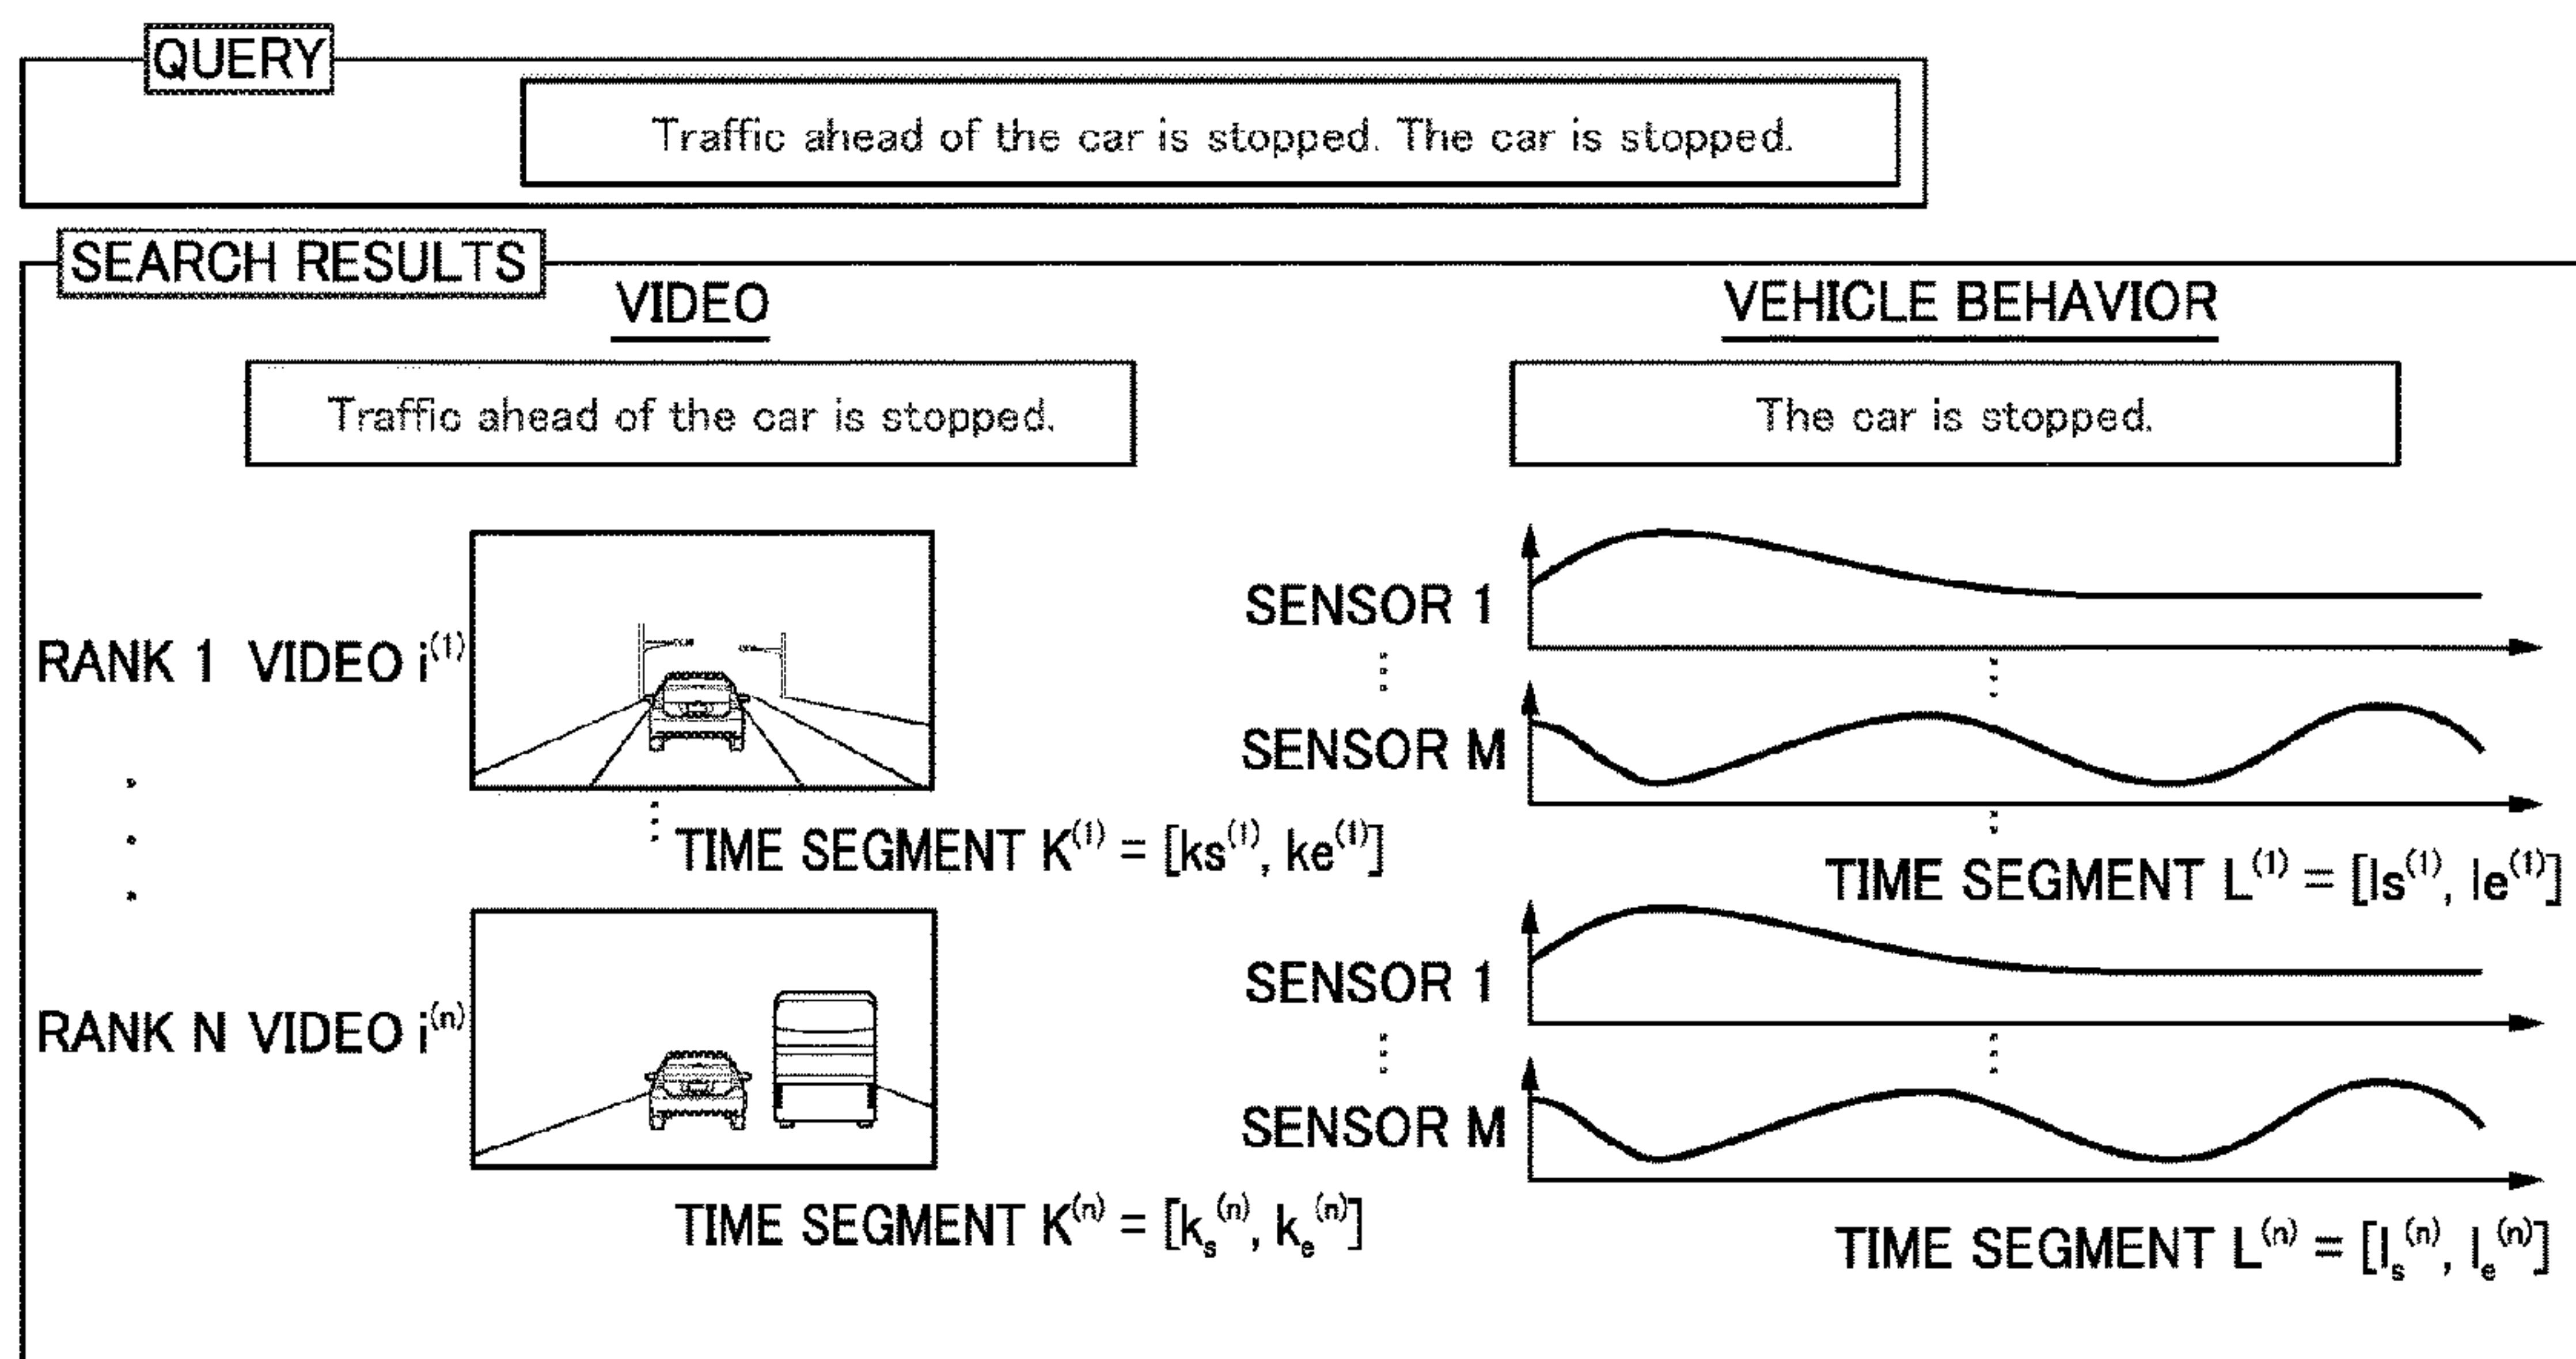 QUERY
Traffic ahead of the car is stopped. The car is stopped.
SEARCH RESULTS
VIDEO
VEHICLE BEHAVIOR
Traffic ahead of the car is stopped.
The car is stopped.
SENSOR 1
RANK 1 VIDEO i⁽¹⁾
SENSOR M
TIME SEGMENT K⁽¹⁾ = [ks⁽¹⁾, ke⁽¹⁾]
TIME SEGMENT L⁽¹⁾ = [ls⁽¹⁾, le⁽¹⁾]
SENSOR 1
RANK N VIDEO i⁽ⁿ⁾
SENSOR M
TIME SEGMENT K⁽ⁿ⁾ = [kₛ⁽ⁿ⁾, kₑ⁽ⁿ⁾]
TIME SEGMENT L⁽ⁿ⁾ = [lₛ⁽ⁿ⁾, lₑ⁽ⁿ⁾]